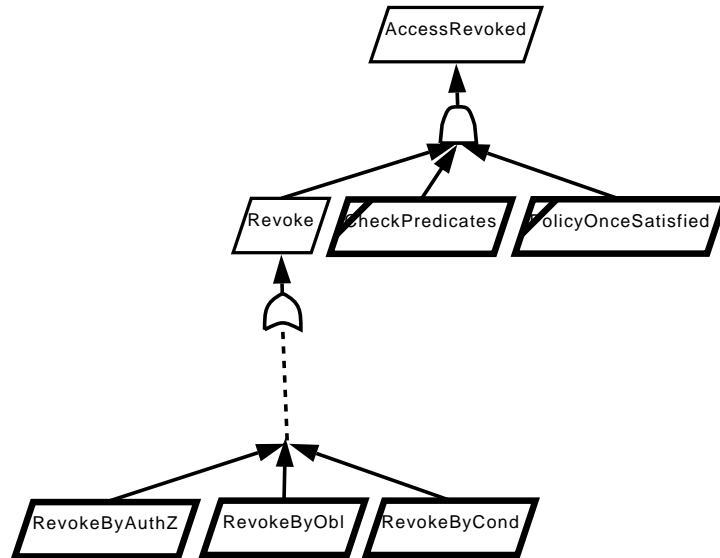 AccessRevoked
Revoke
CheckPredicates
PolicyOnceSatisfied
RevokeByAuthZ
RevokeByObl
RevokeByCond